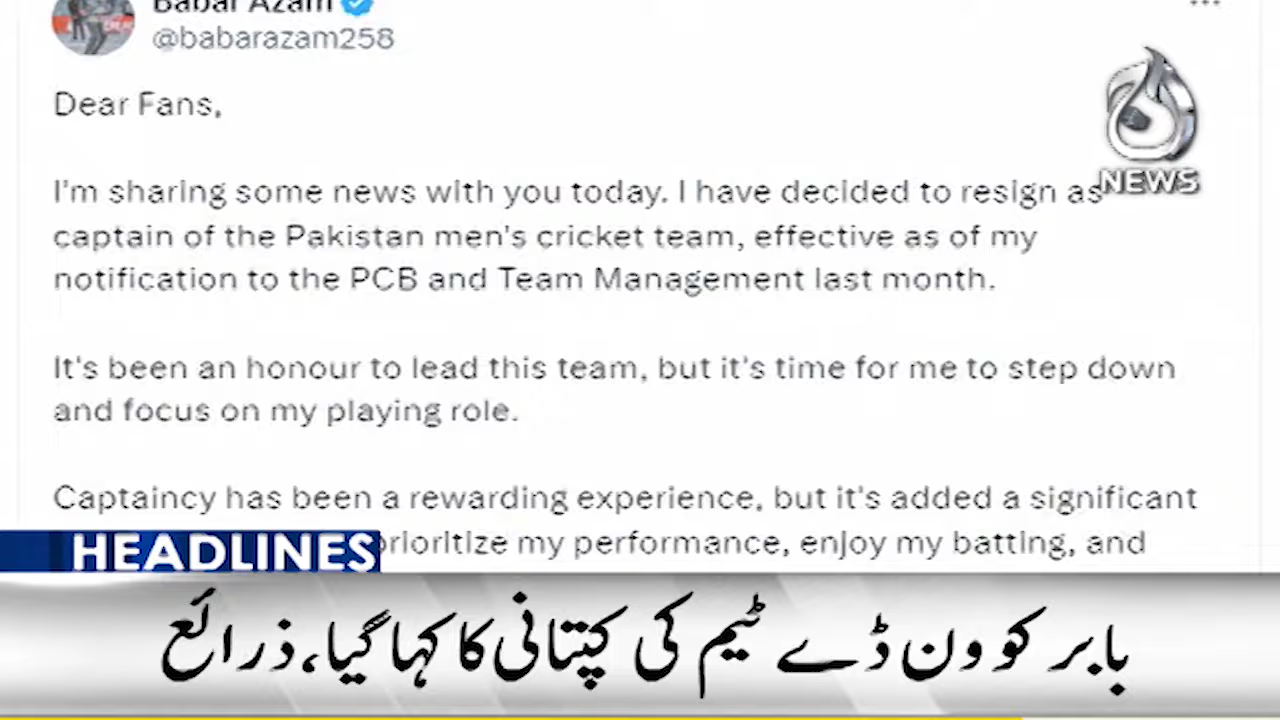 Babar Azam
@babarazam258
Dear Fans,
I'm sharing some news with you today. I have decided to resign as
captain of the Pakistan men's cricket team, effective as of my
notification to the PCB and Team Management last month.
It's been an honour to lead this team, but it's time for me to step down
and focus on my playing role.
Captaincy has been a rewarding experience, but it's added a significant
prioritize my performance, enjoy my batting, and
NEWS
HEADLINES
بابر کو ون ڈے ٹیم کی کپتانی کا کہا گیا، ذرائع